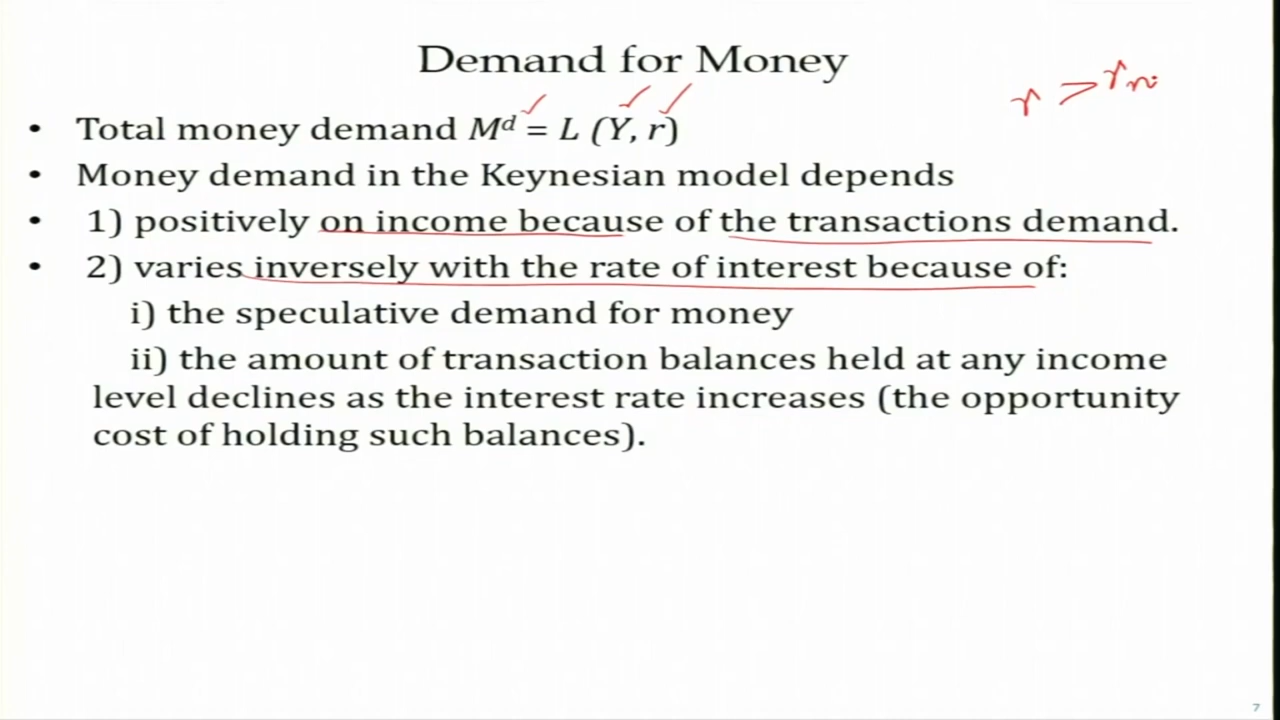 Demand for Money
r > rn
• Total money demand Mᵈ = L (Y, r)
• Money demand in the Keynesian model depends
• 1) positively on income because of the transactions demand.
• 2) varies inversely with the rate of interest because of:
i) the speculative demand for money
ii) the amount of transaction balances held at any income
level declines as the interest rate increases (the opportunity
cost of holding such balances).
7